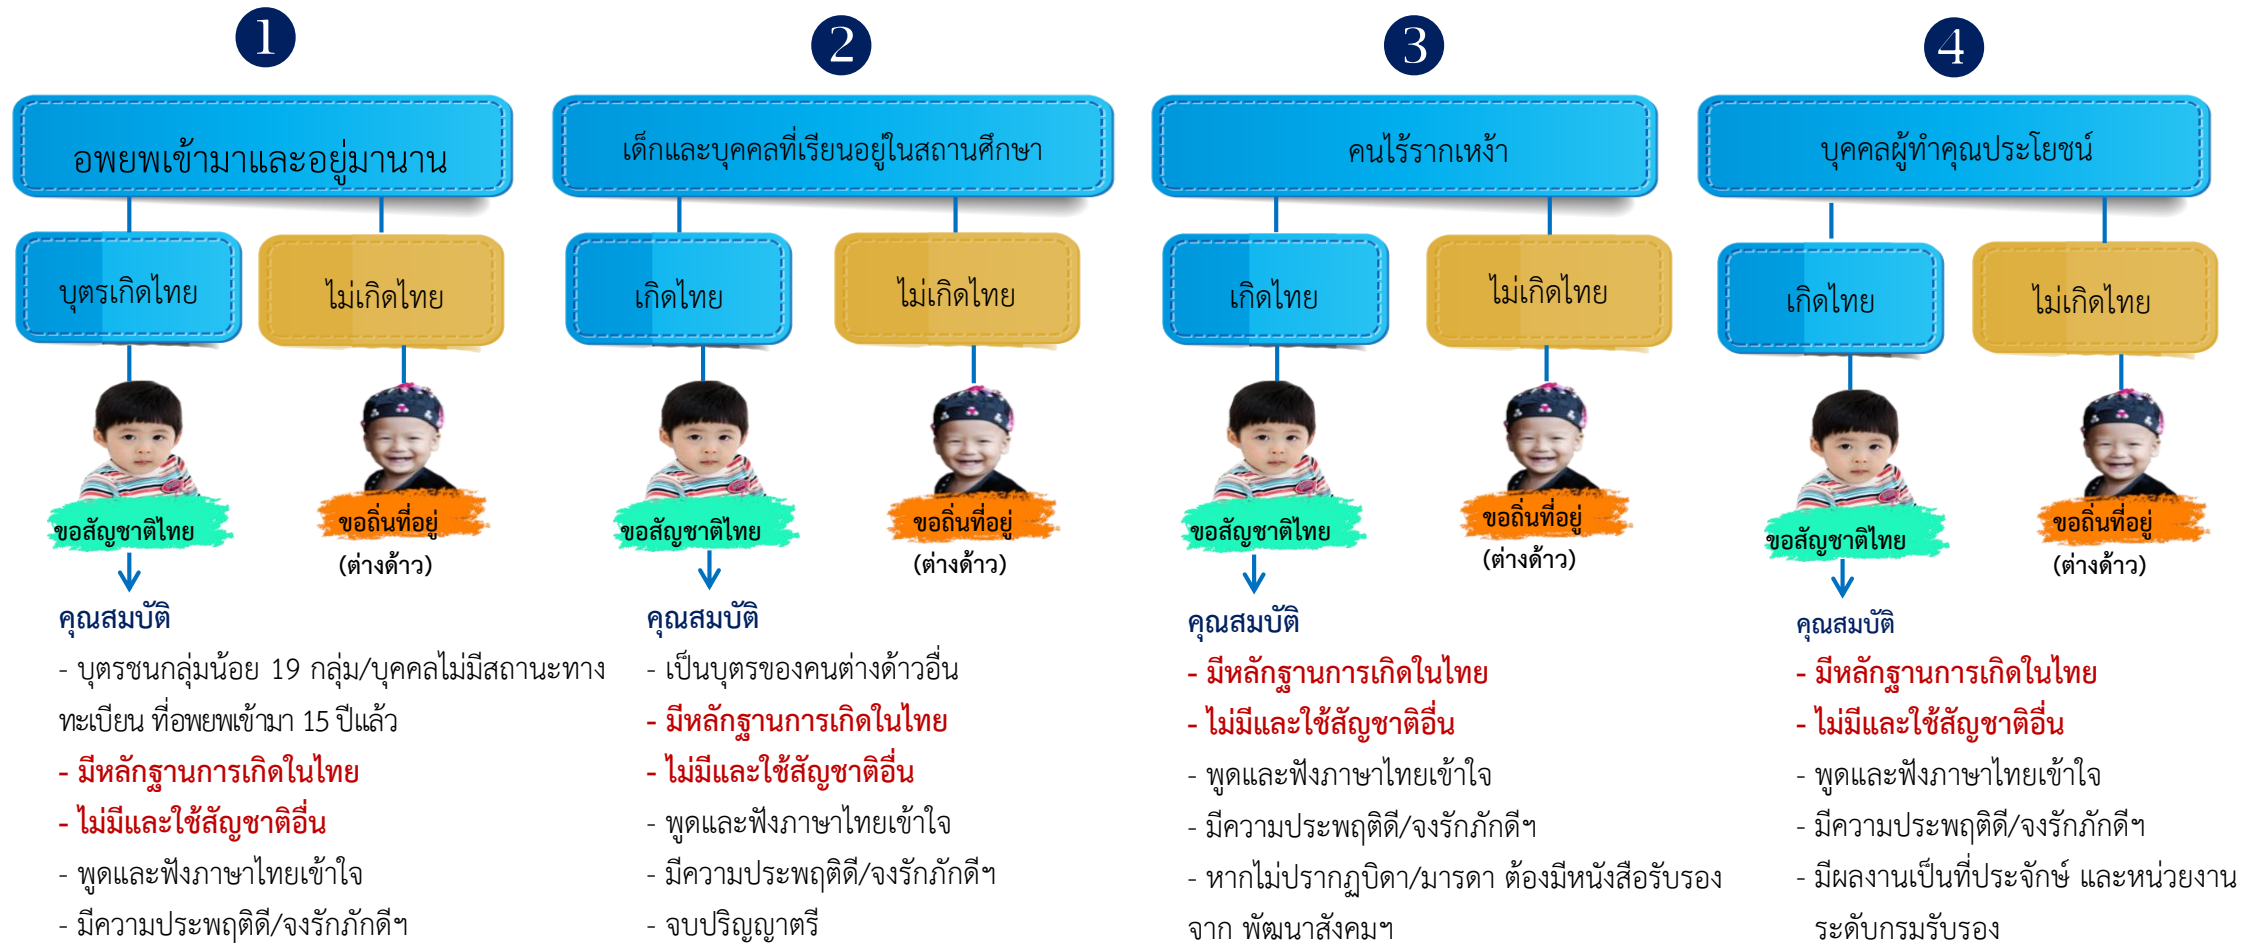 1
อพยพเข้ามาและอยู่มานาน
บุตรเกิดไทย
ไม่เกิดไทย
ขอสัญชาติไทย
ขอถิ่นที่อยู่
(ต่างด้าว)
คุณสมบัติ
- บุตรชนกลุ่มน้อย 19 กลุ่ม/บุคคลไม่มีสถานะทาง
ทะเบียน ที่อพยพเข้ามา 15 ปีแล้ว
- มีหลักฐานการเกิดในไทย
- ไม่มีและใช้สัญชาติอื่น
- พูดและฟังภาษาไทยเข้าใจ
- มีความประพฤติดี/จงรักภักดีฯ
2
เด็กและบุคคลที่เรียนอยู่ในสถานศึกษา
เกิดไทย
ไม่เกิดไทย
ขอสัญชาติไทย
ขอถิ่นที่อยู่
(ต่างด้าว)
คุณสมบัติ
- เป็นบุตรของคนต่างด้าวอื่น
- มีหลักฐานการเกิดในไทย
- ไม่มีและใช้สัญชาติอื่น
- พูดและฟังภาษาไทยเข้าใจ
- มีความประพฤติดี/จงรักภักดีฯ
- จบปริญญาตรี
3
คนไร้รากเหง้า
เกิดไทย
ไม่เกิดไทย
ขอสัญชาติไทย
ขอถิ่นที่อยู่
(ต่างด้าว)
คุณสมบัติ
- มีหลักฐานการเกิดในไทย
- ไม่มีและใช้สัญชาติอื่น
- พูดและฟังภาษาไทยเข้าใจ
- มีความประพฤติดี/จงรักภักดีฯ
- หากไม่ปรากฏบิดา/มารดา ต้องมีหนังสือรับรอง
จาก พัฒนาสังคมฯ
4
บุคคลผู้ทำคุณประโยชน์
เกิดไทย
ไม่เกิดไทย
ขอสัญชาติไทย
ขอถิ่นที่อยู่
(ต่างด้าว)
คุณสมบัติ
- มีหลักฐานการเกิดในไทย
- ไม่มีและใช้สัญชาติอื่น
- พูดและฟังภาษาไทยเข้าใจ
- มีความประพฤติดี/จงรักภักดีฯ
- มีผลงานเป็นที่ประจักษ์ และหน่วยงาน
ระดับกรมรับรอง